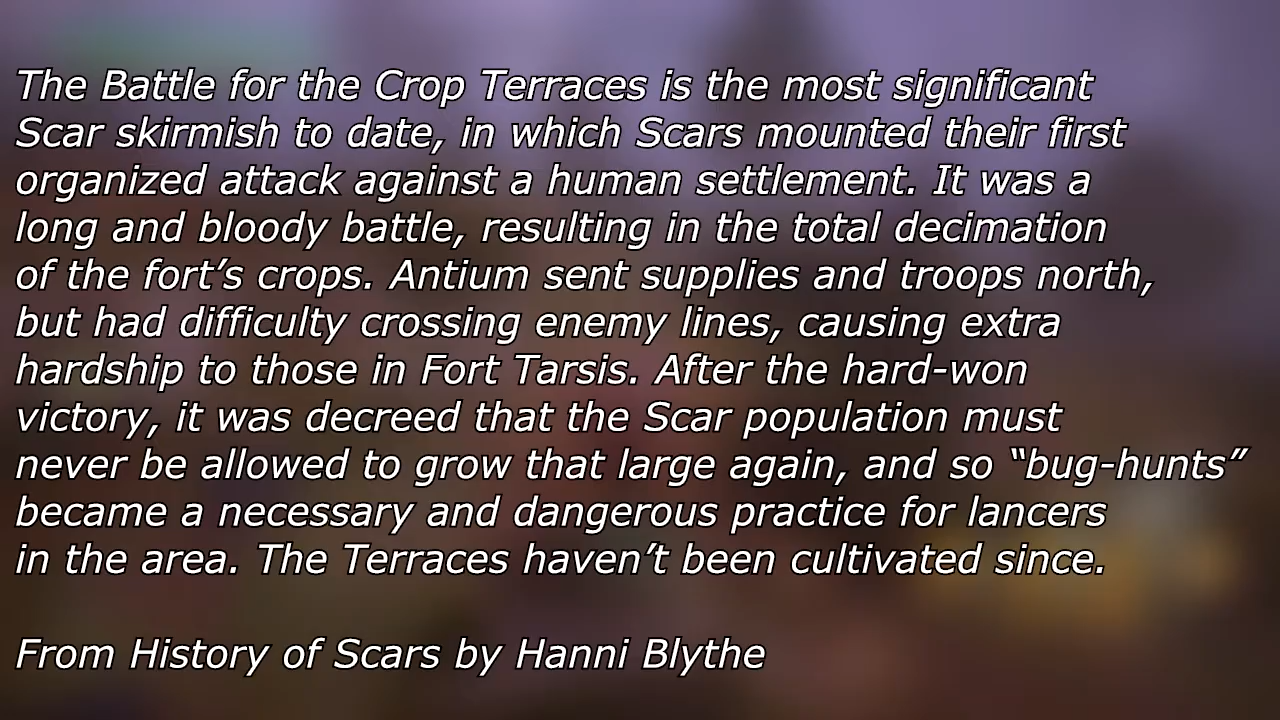 The Battle for the Crop Terraces is the most significant
Scar skirmish to date, in which Scars mounted their first
organized attack against a human settlement. It was a
long and bloody battle, resulting in the total decimation
of the fort’s crops. Antium sent supplies and troops north,
but had difficulty crossing enemy lines, causing extra
hardship to those in Fort Tarsis. After the hard-won
victory, it was decreed that the Scar population must
never be allowed to grow that large again, and so “bug-hunts”
became a necessary and dangerous practice for lancers
in the area. The Terraces haven’t been cultivated since.
From History of Scars by Hanni Blythe